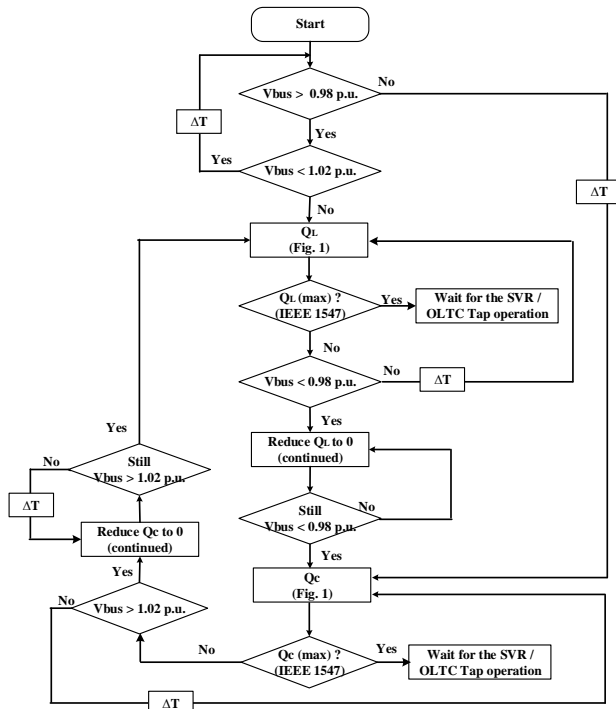 Start
No
Vbus > 0.98 p.u.
ΔT
Yes
Yes
Vbus < 1.02 p.u.
ΔT
No
QL
(Fig. 1)
QL (max) ?
(IEEE 1547)
Yes
Wait for the SVR /
OLTC Tap operation
No
Vbus < 0.98 p.u.
No
ΔT
Yes
Yes
Reduce QL to 0
(continued)
No
Still
Vbus > 1.02 p.u.
ΔT
Still
Vbus < 0.98 p.u.
No
Reduce Qc to 0
(continued)
Yes
Yes
Qc
(Fig. 1)
No
Vbus > 1.02 p.u.
No
Qc (max) ?
(IEEE 1547)
Yes
Wait for the SVR /
OLTC Tap operation
ΔT